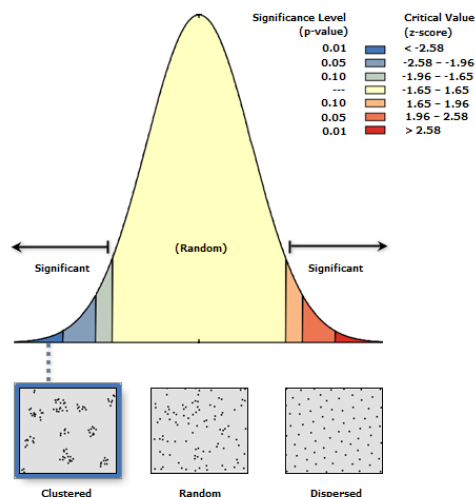 Significance Level Critical Value
(p-value) (z-score)
0.01 < -2.58
0.05 -2.58 – -1.96
0.10 -1.96 – -1.65
--- -1.65 – 1.65
0.10 1.65 – 1.96
0.05 1.96 – 2.58
0.01 > 2.58
(Random)
Significant Significant
Clustered Random Dispersed